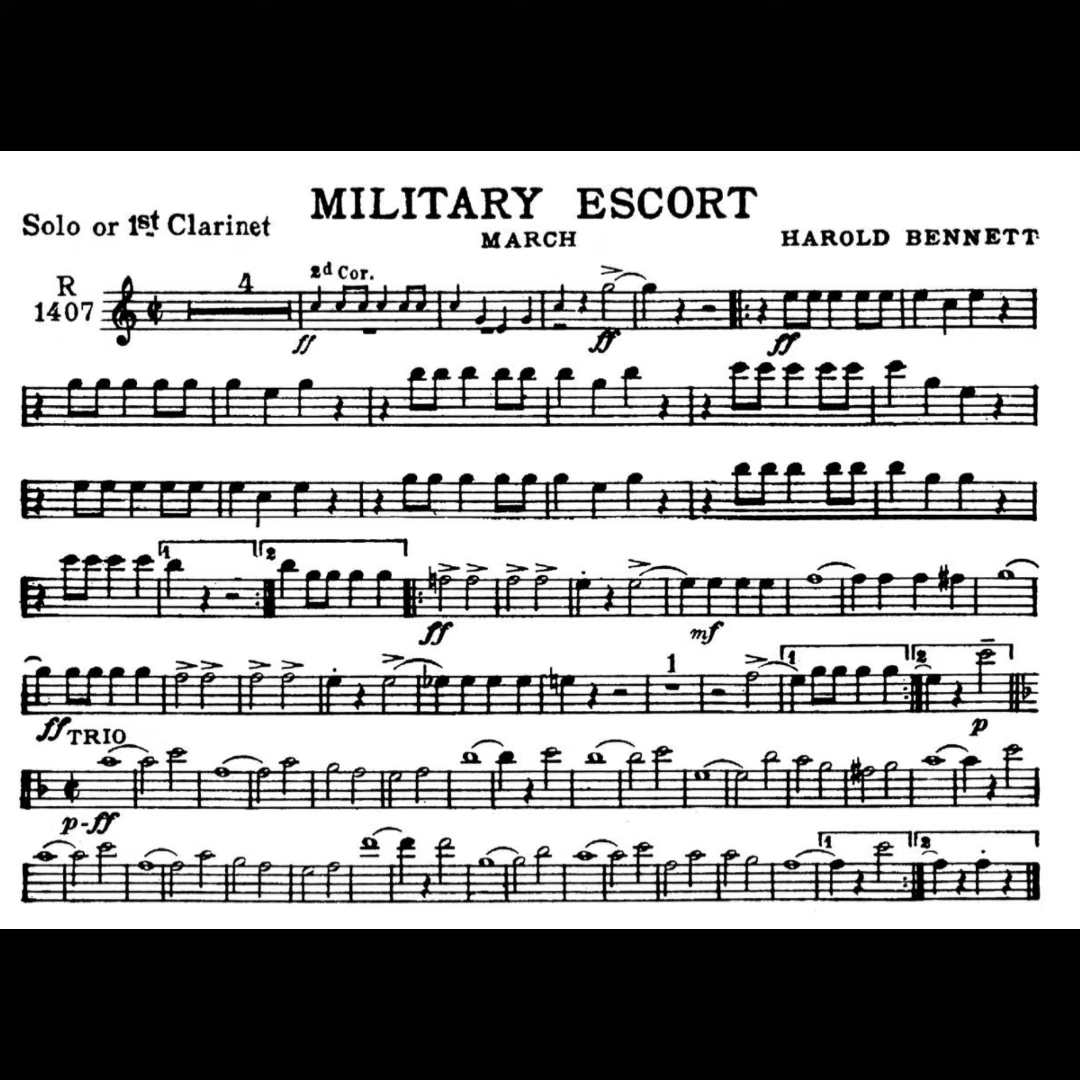 MILITARY ESCORT
Solo or 1st Clarinet
MARCH
HAROLD BENNETT
R
1407
4
2d Cor.
ff
ff
ff
1
2
ff
mf
1
1
2
ff
p
TRIO
p-ff
1
2